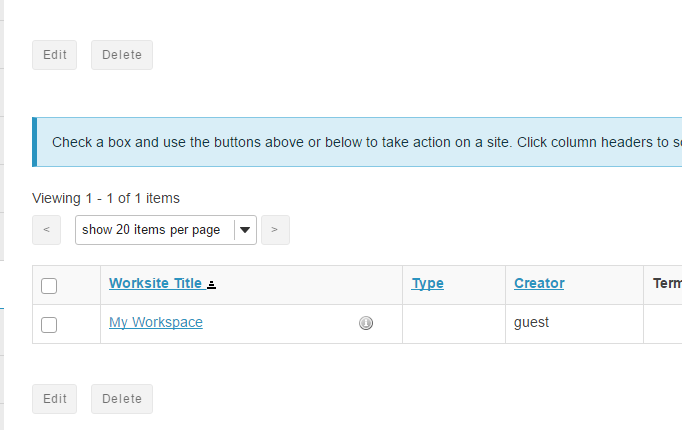 Edit Delete
Check a box and use the buttons above or below to take action on a site. Click column headers to
Viewing 1 - 1 of 1 items
< show 20 items per page >
Worksite Title Type Creator Term
My Workspace guest
Edit Delete